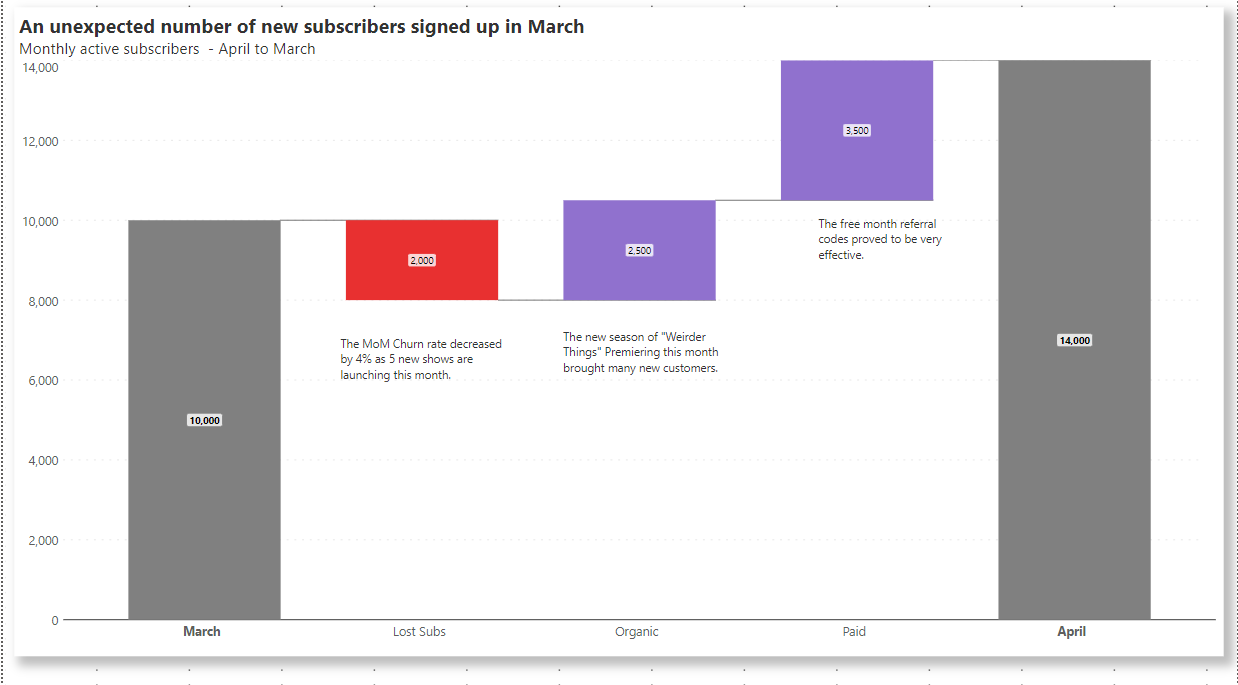 An unexpected number of new subscribers signed up in March
Monthly active subscribers  - April to March
14,000
12,000
10,000
8,000
6,000
4,000
2,000
0
10,000
2,000
The MoM Churn rate decreased
by 4% as 5 new shows are
launching this month.
2,500
The new season of "Weirder
Things" Premiering this month
brought many new customers.
3,500
The free month referral
codes proved to be very
effective.
14,000
March
Lost Subs
Organic
Paid
April